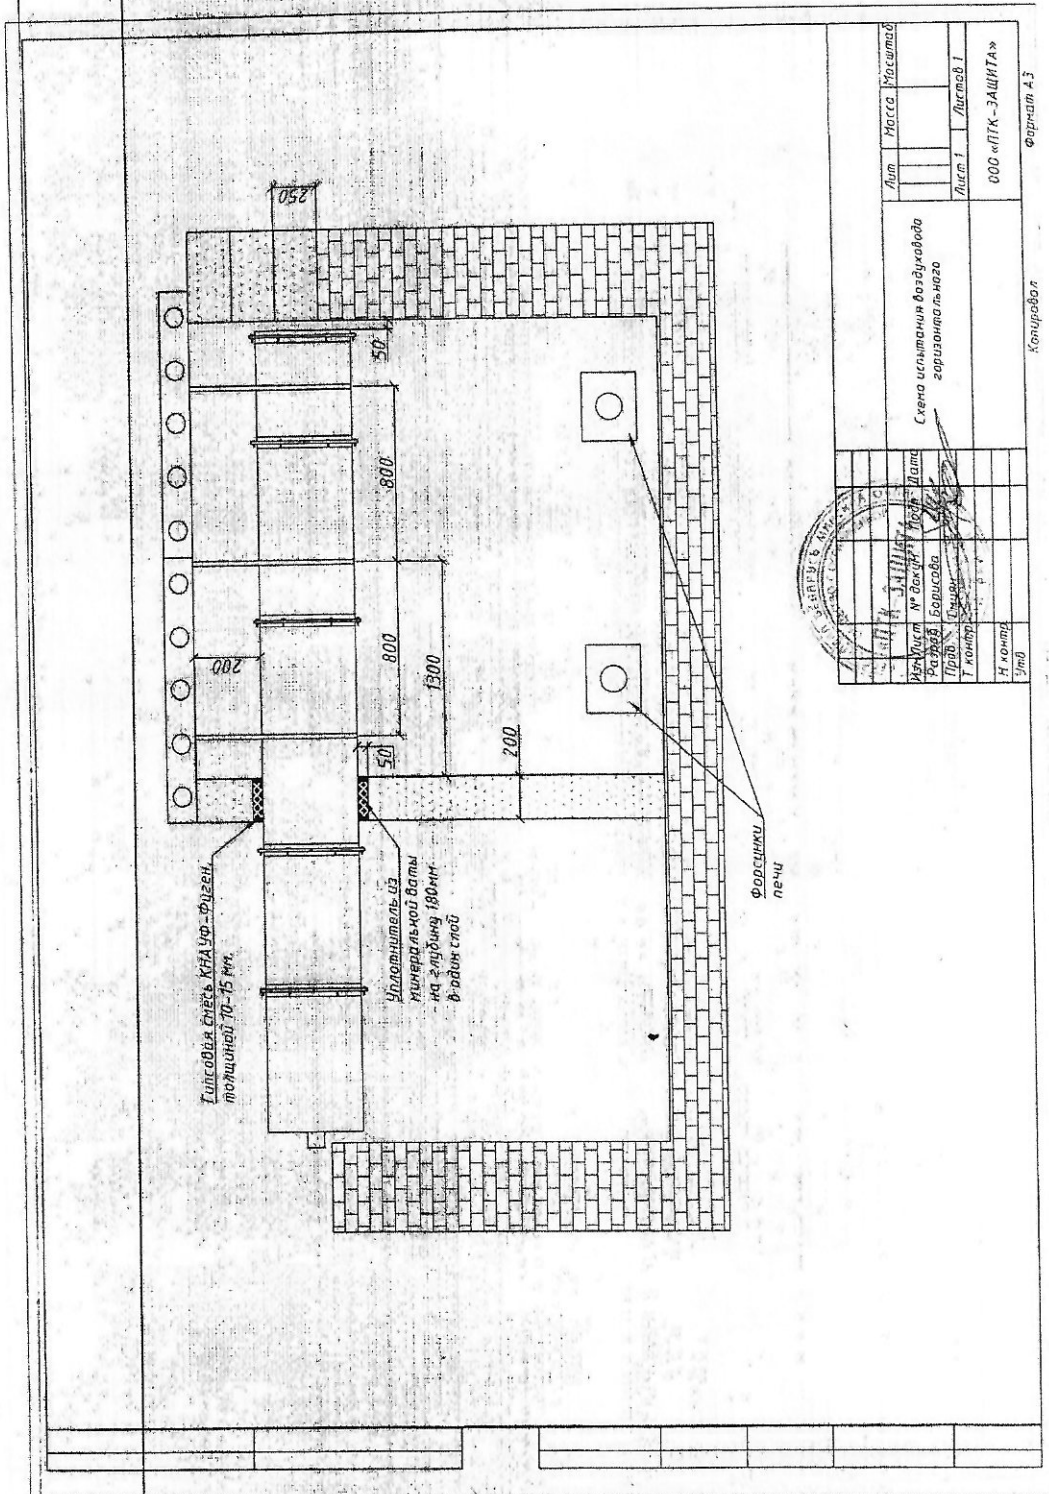 250
50
800
800
1300
200
50
200
Гипсовая смесь КНАУФ-Фуген,
толщиной 10-15 мм.
Уплотнитель из
минеральной ваты
- на глубину 180мм
в один слой
Форсунки
печи
Изм Лист № докум Подп Дата
Разраб Борисова
Пров
Т контр
Н контр
Утв
Схема испытания воздуховода
горизонтального
Лит Масса Масштаб
Лист 1 Листов 1
ООО «ПТК-ЗАЩИТА»
Копировал
Формат А3